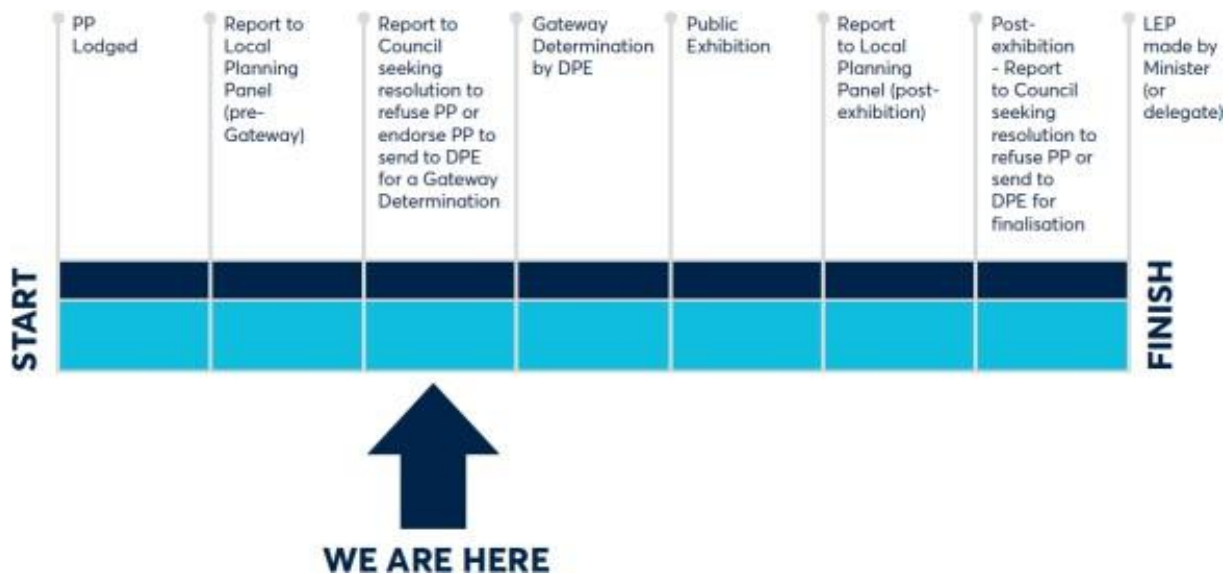 PP
Lodged
Report to
Local
Planning
Panel
(pre-
Gateway)
Report to
Council
seeking
resolution to
refuse PP or
endorse PP to
send to DPE
for a Gateway
Determination
Gateway
Determination
by DPE
Public
Exhibition
Report
to Local
Planning
Panel (post-
exhibition)
Post-
exhibition
- Report
to Council
seeking
resolution to
refuse PP or
send to
DPE for
finalisation
LEP
made by
Minister
(or
delegate)
START
FINISH
WE ARE HERE